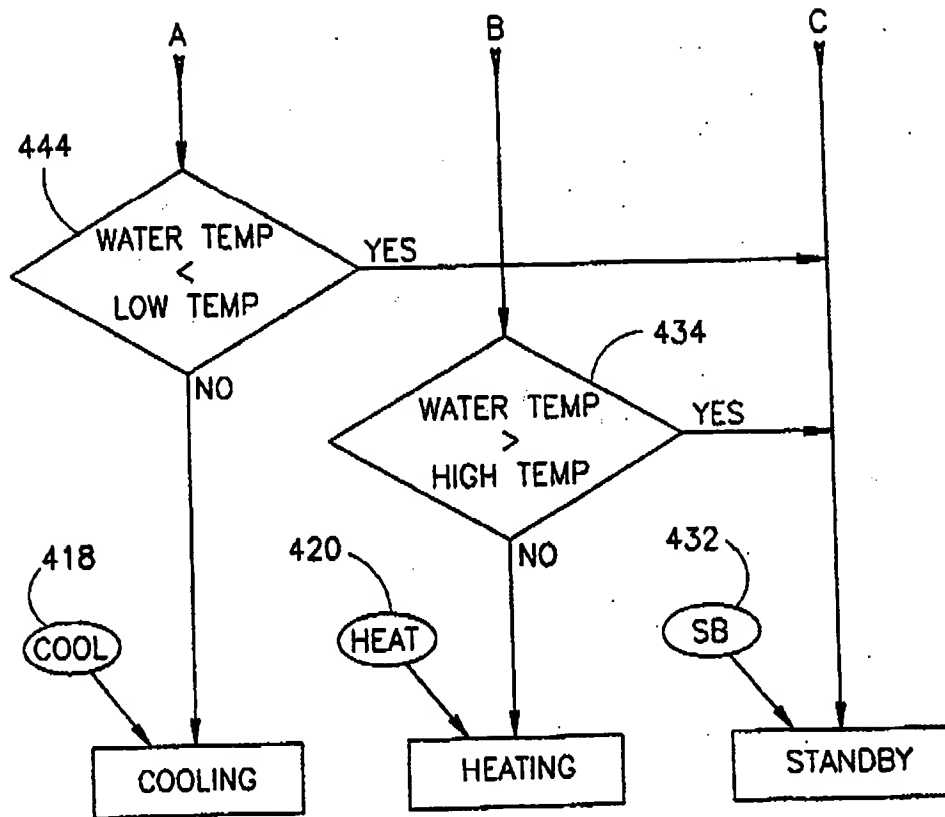 A
B
C
444
WATER TEMP
<
LOW TEMP
YES
NO
434
WATER TEMP
>
HIGH TEMP
YES
NO
418
COOL
420
HEAT
432
SB
COOLING
HEATING
STANDBY